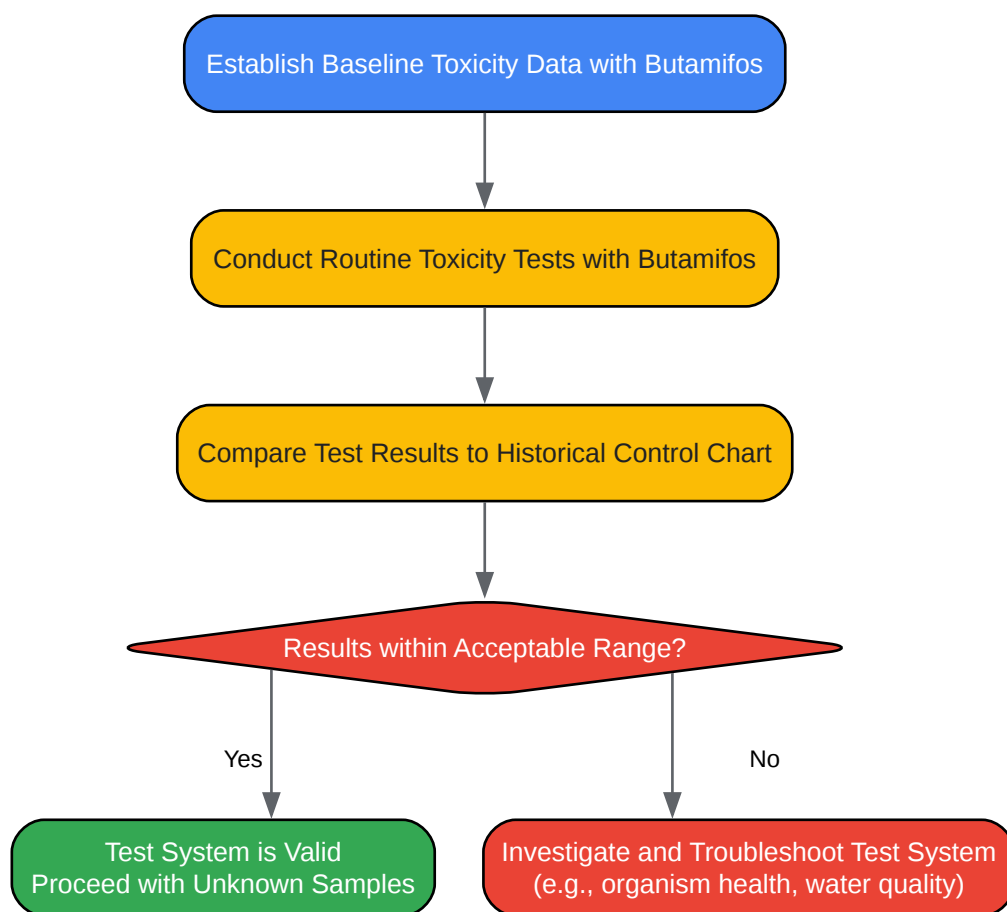 Establish Baseline Toxicity Data with Butamifos
Conduct Routine Toxicity Tests with Butamifos
Compare Test Results to Historical Control Chart
Results within Acceptable Range?
Yes
No
Test System is Valid
Proceed with Unknown Samples
Investigate and Troubleshoot Test System
(e.g., organism health, water quality)